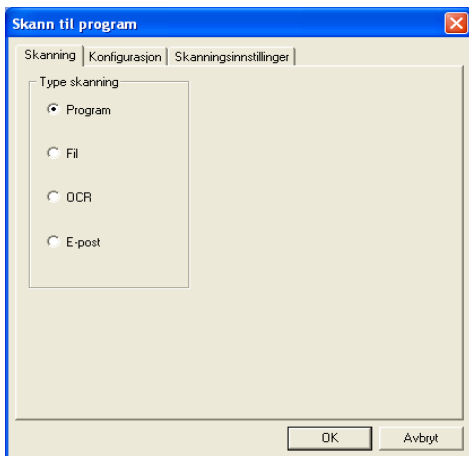 Skann til program
Skanning Konfigurasjon Skanningsinnstillinger
Type skanning
Program
Fil
OCR
E-post
OK Avbryt